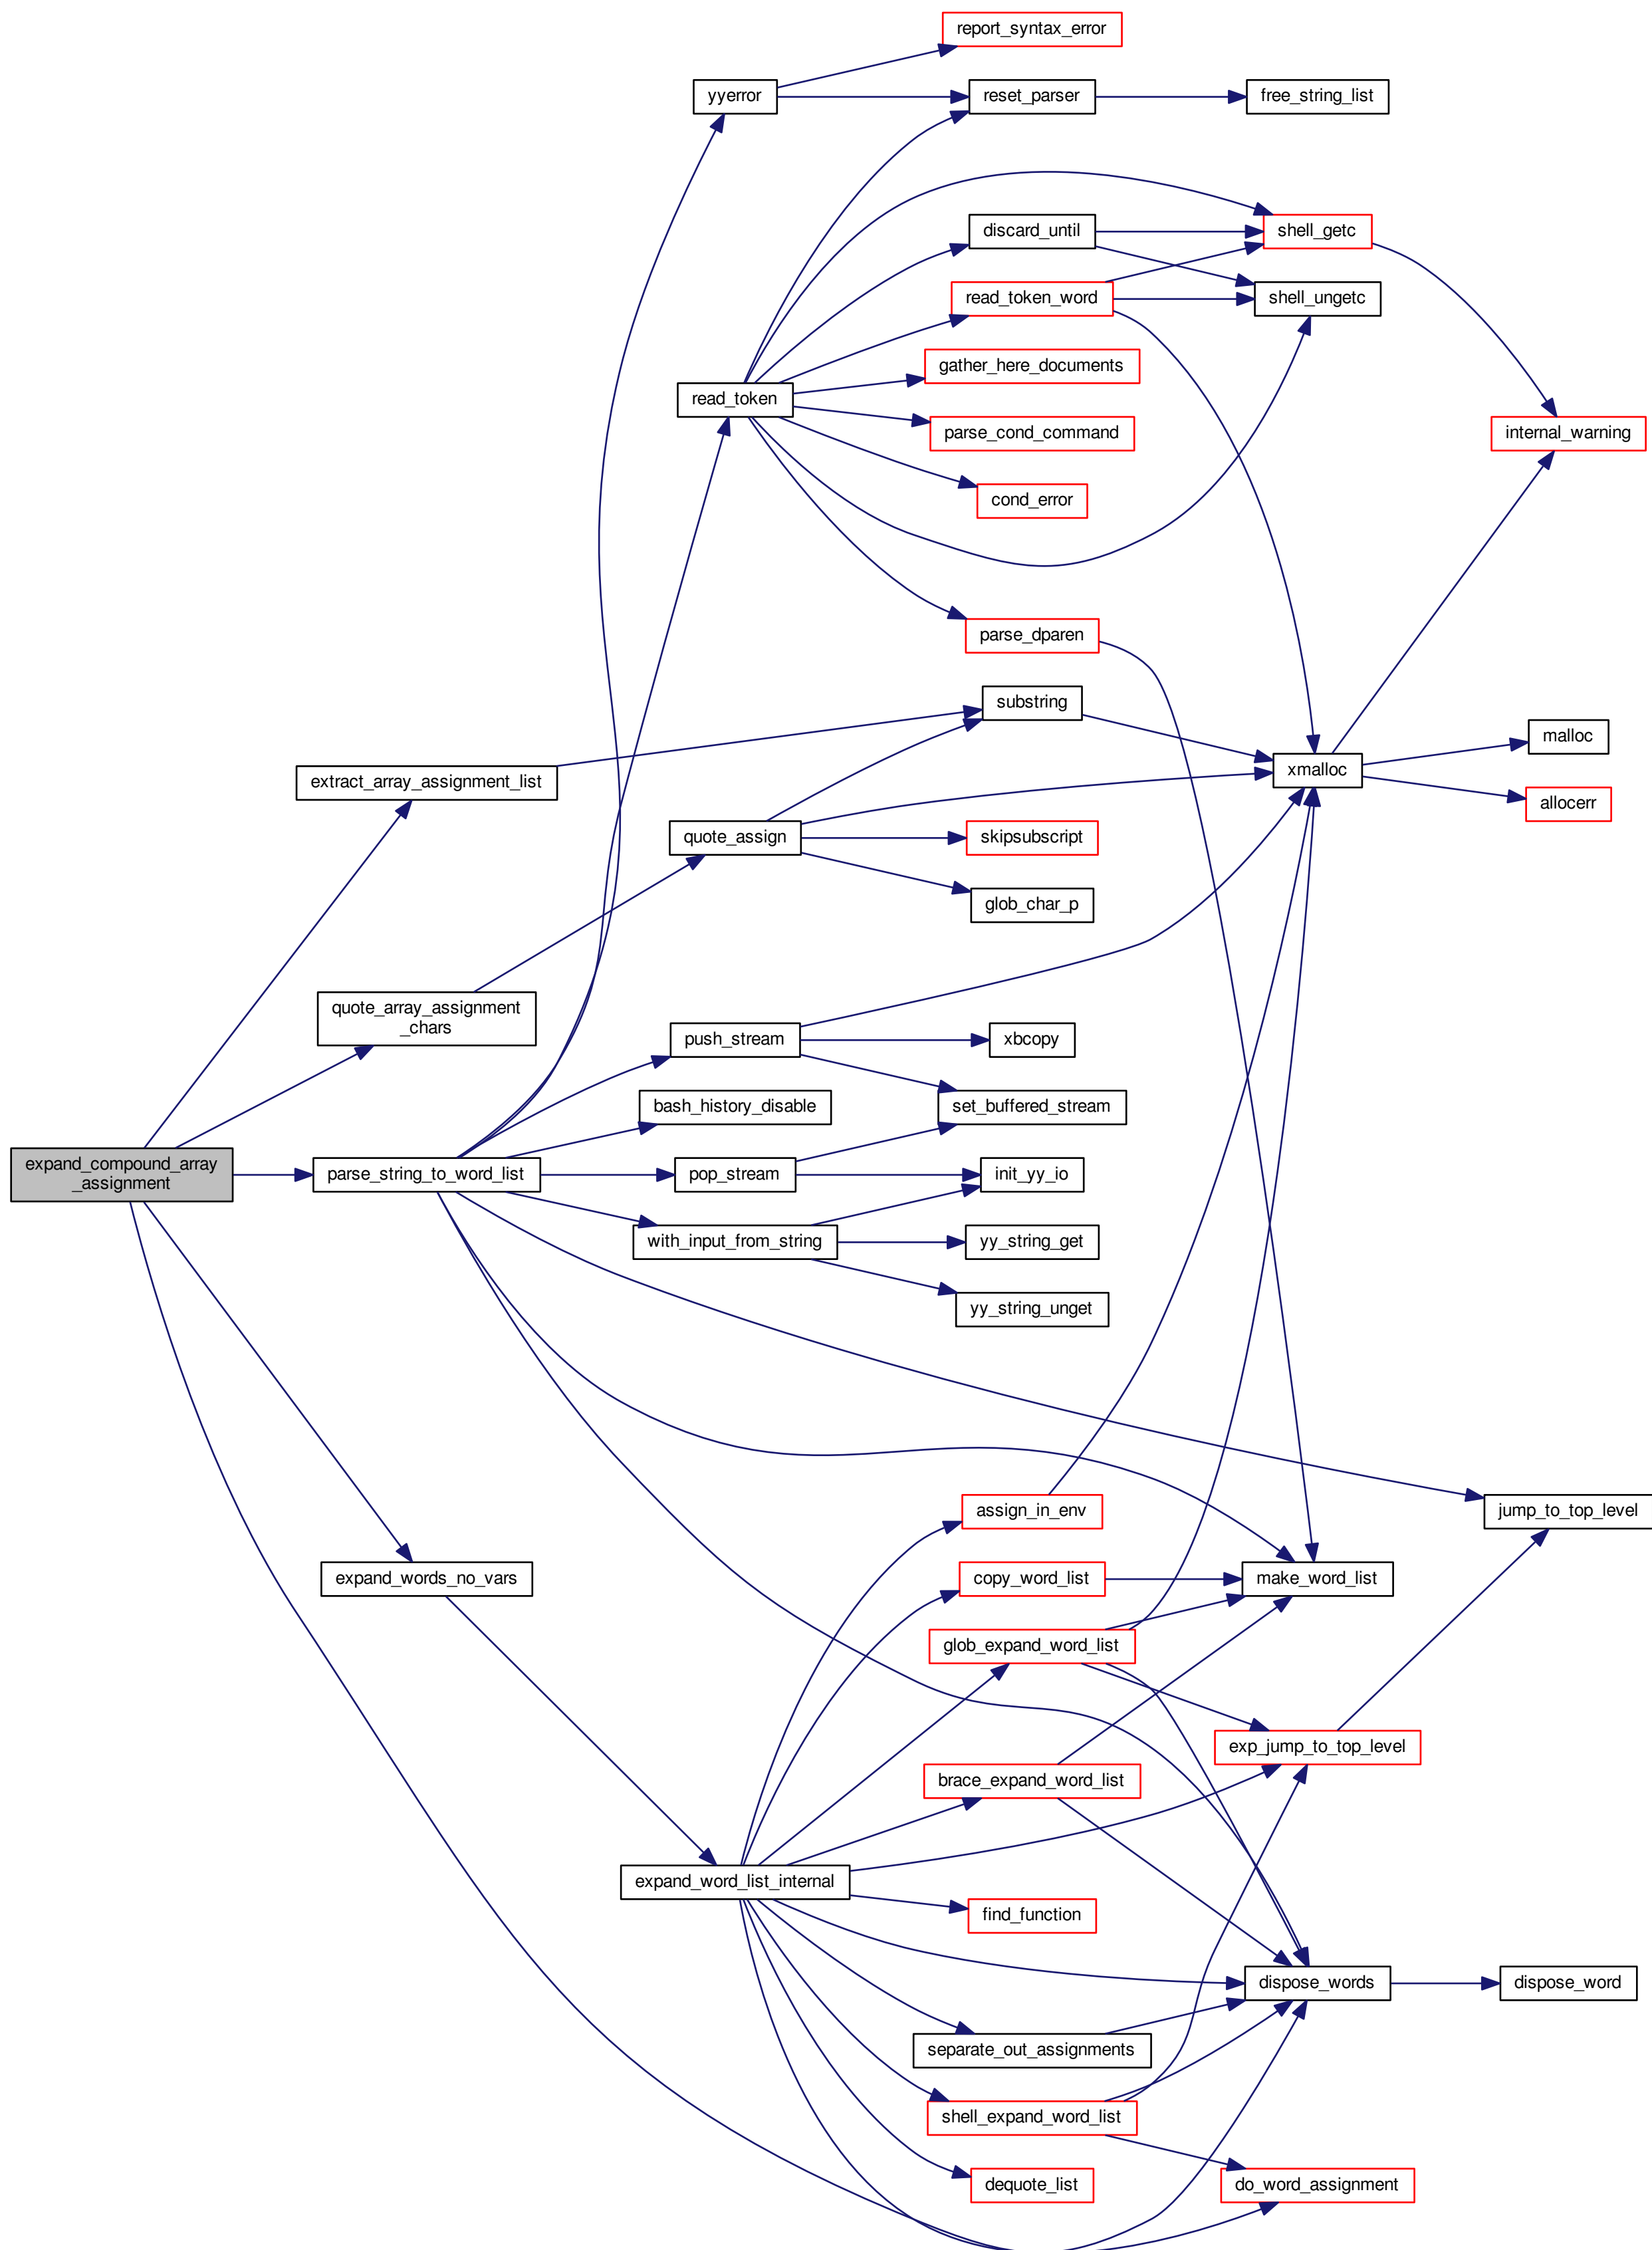 report_syntax_error
yyerror
reset_parser
free_string_list
discard_until
shell_getc
read_token_word
shell_ungetc
gather_here_documents
read_token
parse_cond_command
internal_warning
cond_error
parse_dparen
substring
malloc
extract_array_assignment_list
xmalloc
allocerr
quote_assign
skipsubscript
glob_char_p
quote_array_assignment
_chars
push_stream
xbcopy
bash_history_disable
set_buffered_stream
expand_compound_array
_assignment
parse_string_to_word_list
pop_stream
init_yy_io
with_input_from_string
yy_string_get
yy_string_unget
assign_in_env
jump_to_top_level
expand_words_no_vars
copy_word_list
make_word_list
glob_expand_word_list
exp_jump_to_top_level
brace_expand_word_list
expand_word_list_internal
find_function
dispose_words
dispose_word
separate_out_assignments
shell_expand_word_list
dequote_list
do_word_assignment